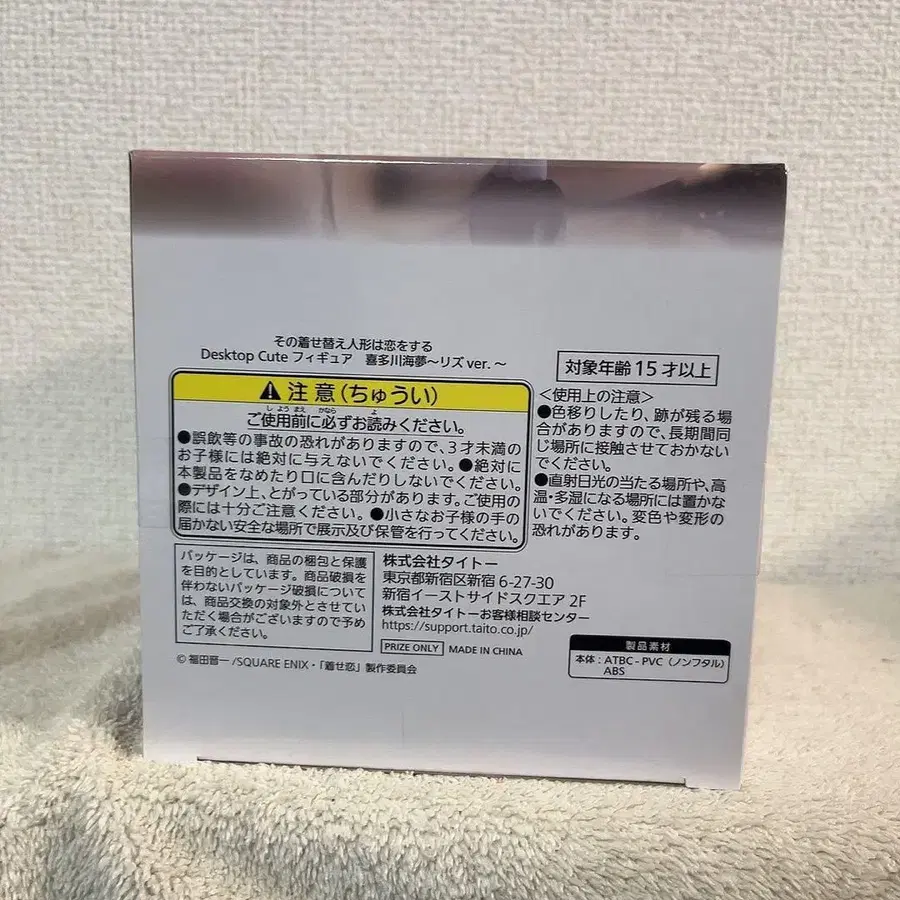 その着せ替え人形は恋をする
Desktop Cute フィギュア　喜多川海夢〜リズ ver. 〜
対象年齢15才以上
⚠注意(ちゅうい)
しようまえ かなら よ
ご使用前に必ずお読みください。
●誤飲等の事故の恐れがありますので、3才未満の
お子様には絶対に与えないでください。●絶対に
本製品をなめたり口に含んだりしないでください。
●デザイン上、とがっている部分があります。ご使用の
際には十分ご注意ください。●小さなお子様の手の
届かない安全な場所で展示及び保管を行ってください。
＜使用上の注意＞
●色移りしたり、跡が残る場
合がありますので、長期間同
じ場所に接触させておかない
でください。
●直射日光の当たる場所や、高
温・多湿になる場所には置かな
いでください。変色や変形の
恐れがあります。
パッケージは、商品の梱包と保護
を目的としています。商品破損を
伴わないパッケージ破損について
は、商品交換の対象外とさせてい
ただく場合がございますので予め
ご了承ください。
株式会社タイトー
東京都新宿区新宿 6-27-30
新宿イーストサイドスクエア 2F
株式会社タイトーお客様相談センター
https://support.taito.co.jp/
PRIZE ONLY MADE IN CHINA
© 福田晋一/SQUARE ENIX・「着せ恋」製作委員会
製品素材
本体：ATBC-PVC（ノンフタル）
ABS